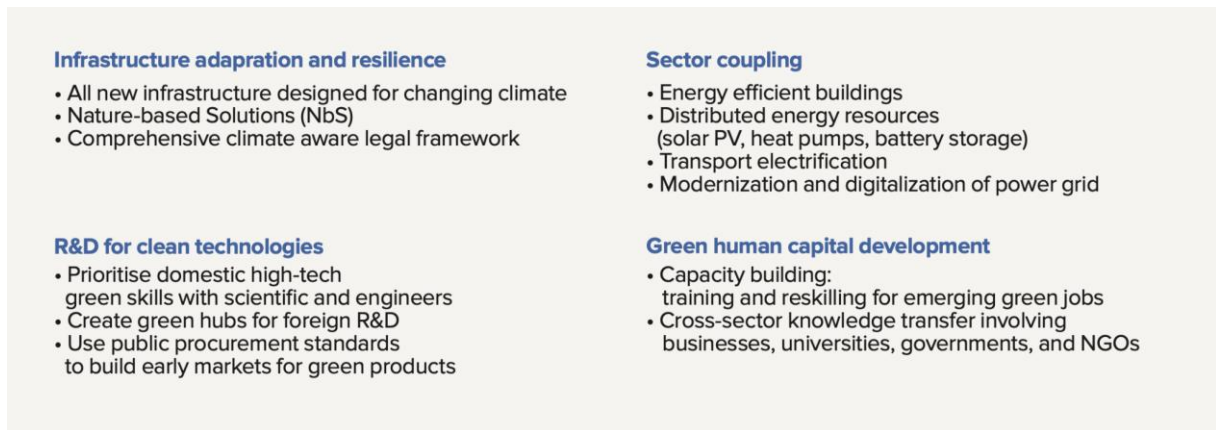 Infrastructure adapration and resilience
• All new infrastructure designed for changing climate
• Nature-based Solutions (NbS)
• Comprehensive climate aware legal framework
Sector coupling
• Energy efficient buildings
• Distributed energy resources
(solar PV, heat pumps, battery storage)
• Transport electrification
• Modernization and digitalization of power grid
R&D for clean technologies
• Prioritise domestic high-tech
green skills with scientific and engineers
• Create green hubs for foreign R&D
• Use public procurement standards
to build early markets for green products
Green human capital development
• Capacity building:
training and reskilling for emerging green jobs
• Cross-sector knowledge transfer involving
businesses, universities, governments, and NGOs